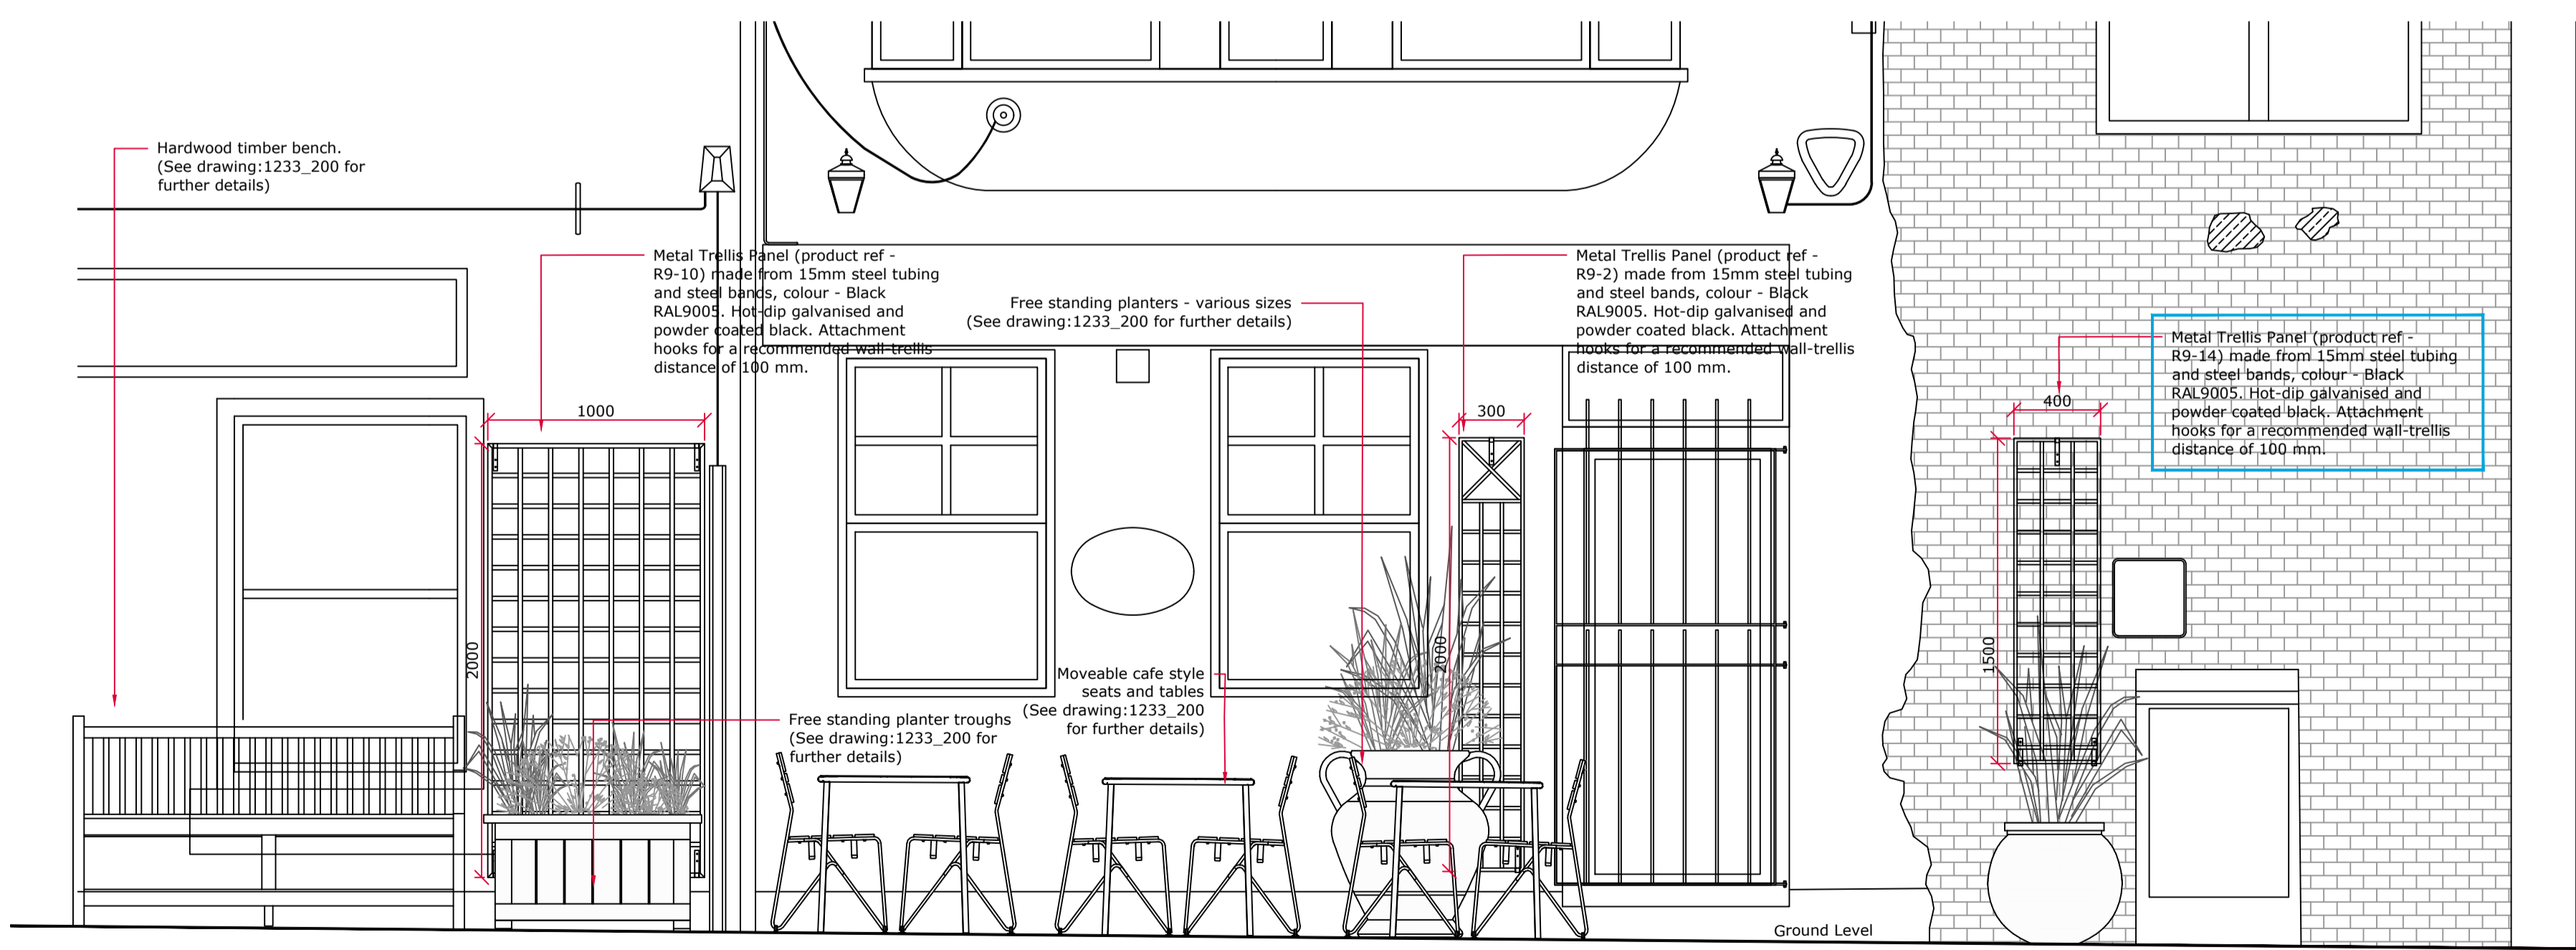 Hardwood timber bench.
(See drawing:1233_200 for
further details)
Metal Trellis Panel (product ref -
R9-10) made from 15mm steel tubing
and steel bands, colour - Black
RAL9005. Hot-dip galvanised and
powder coated black. Attachment
hooks for a recommended wall-trellis
distance of 100 mm.
Free standing planters - various sizes
(See drawing:1233_200 for further details)
Metal Trellis Panel (product ref -
R9-2) made from 15mm steel tubing
and steel bands, colour - Black
RAL9005. Hot-dip galvanised and
powder coated black. Attachment
hooks for a recommended wall-trellis
distance of 100 mm.
Metal Trellis Panel (product ref -
R9-14) made from 15mm steel tubing
and steel bands, colour - Black
RAL9005. Hot-dip galvanised and
powder coated black. Attachment
hooks for a recommended wall-trellis
distance of 100 mm.
1000
300
400
2000
2000
1500
Moveable cafe style
seats and tables
(See drawing:1233_200
for further details)
Free standing planter troughs
(See drawing:1233_200 for
further details)
Ground Level